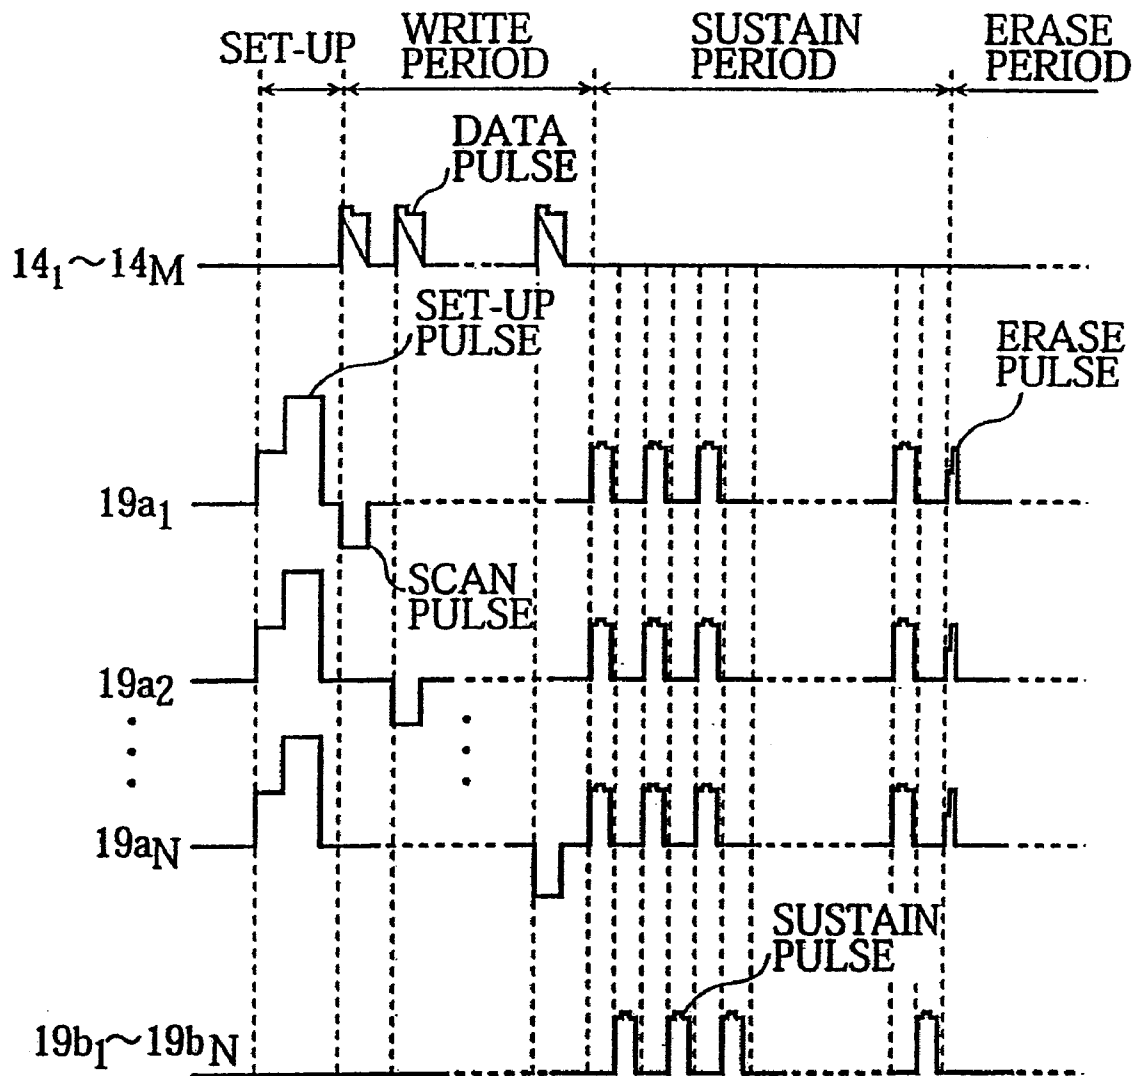 SET-UP
WRITE
PERIOD
SUSTAIN
PERIOD
ERASE
PERIOD
DATA
PULSE
14₁~14M
SET-UP
PULSE
ERASE
PULSE
19a₁
SCAN
PULSE
19a₂
19aN
SUSTAIN
PULSE
19b₁~19bN